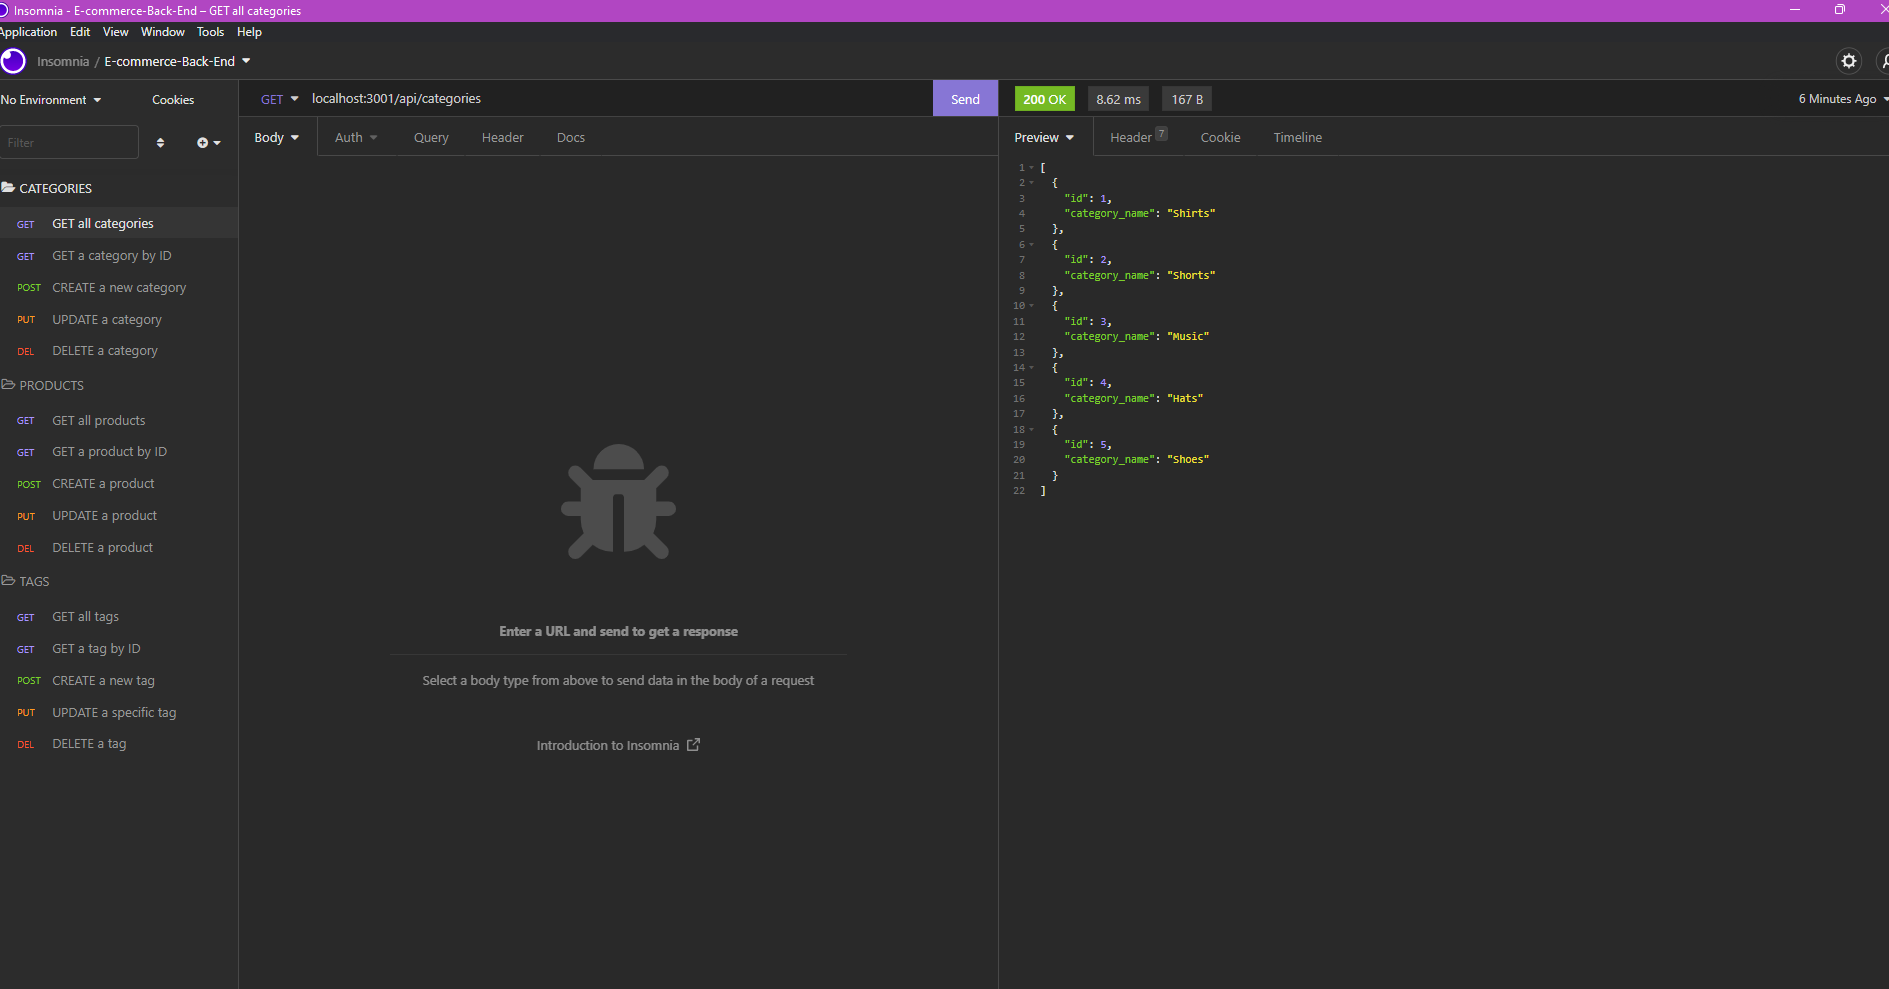 Insomnia - E-commerce-Back-End – GET all categories
Application Edit View Window Tools Help
Insomnia / E-commerce-Back-End
No Environment Cookies
Filter
CATEGORIES
GET GET all categories
GET GET a category by ID
POST CREATE a new category
PUT UPDATE a category
DEL DELETE a category
PRODUCTS
GET GET all products
GET GET a product by ID
POST CREATE a product
PUT UPDATE a product
DEL DELETE a product
TAGS
GET GET all tags
GET GET a tag by ID
POST CREATE a new tag
PUT UPDATE a specific tag
DEL DELETE a tag
GET localhost:3001/api/categories Send
Body Auth Query Header Docs
Enter a URL and send to get a response
Select a body type from above to send data in the body of a request
Introduction to Insomnia
200 OK 8.62 ms 167 B 6 Minutes Ago
Preview Header 7 Cookie Timeline
1 [
2 {
3 "id": 1,
4 "category_name": "Shirts"
5 },
6 {
7 "id": 2,
8 "category_name": "Shorts"
9 },
10 {
11 "id": 3,
12 "category_name": "Music"
13 },
14 {
15 "id": 4,
16 "category_name": "Hats"
17 },
18 {
19 "id": 5,
20 "category_name": "Shoes"
21 }
22 ]